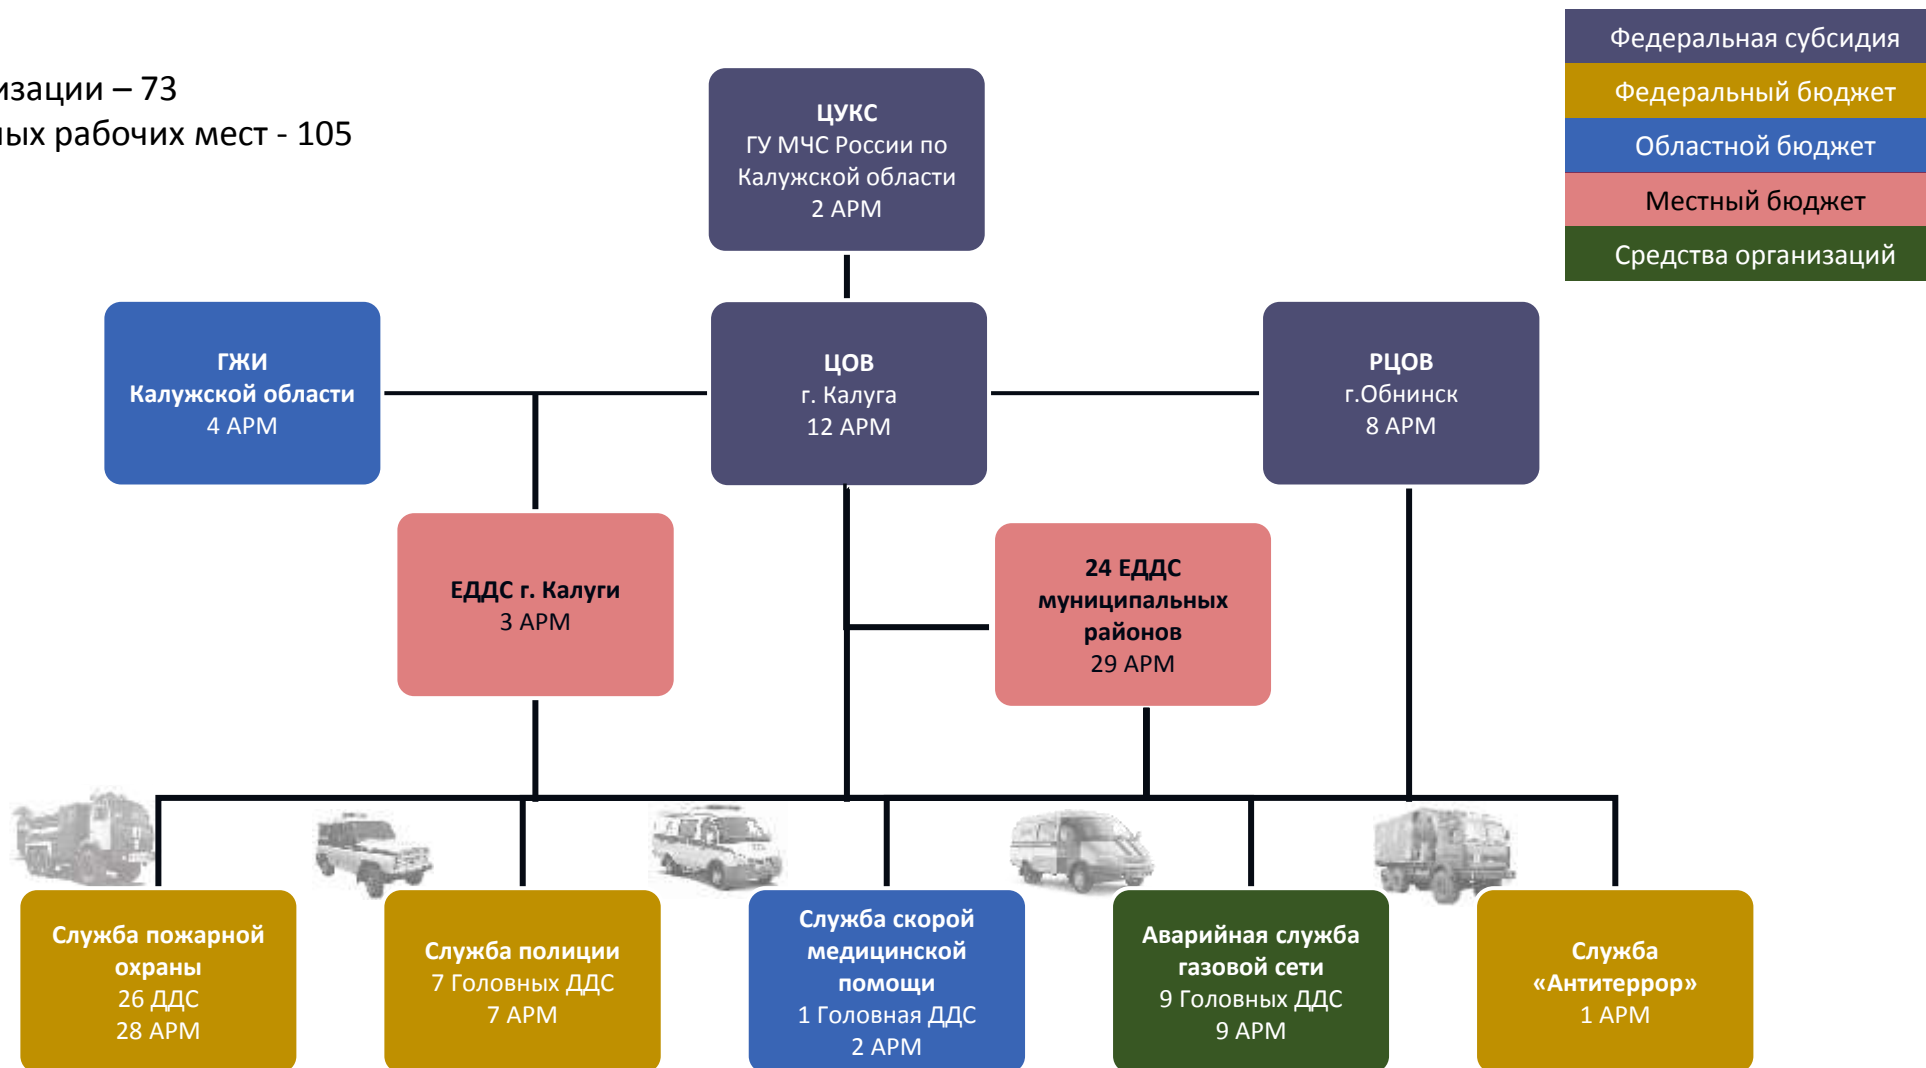 изации – 73
ных рабочих мест - 105
Федеральная субсидия
Федеральный бюджет
Областной бюджет
Местный бюджет
Средства организаций
ЦУКС
ГУ МЧС России по
Калужской области
2 АРМ
ГЖИ
Калужской области
4 АРМ
ЦОВ
г. Калуга
12 АРМ
РЦОВ
г.Обнинск
8 АРМ
ЕДДС г. Калуги
3 АРМ
24 ЕДДС
муниципальных
районов
29 АРМ
Служба пожарной
охраны
26 ДДС
28 АРМ
Служба полиции
7 Головных ДДС
7 АРМ
Служба скорой
медицинской
помощи
1 Головная ДДС
2 АРМ
Аварийная служба
газовой сети
9 Головных ДДС
9 АРМ
Служба
«Антитеррор»
1 АРМ